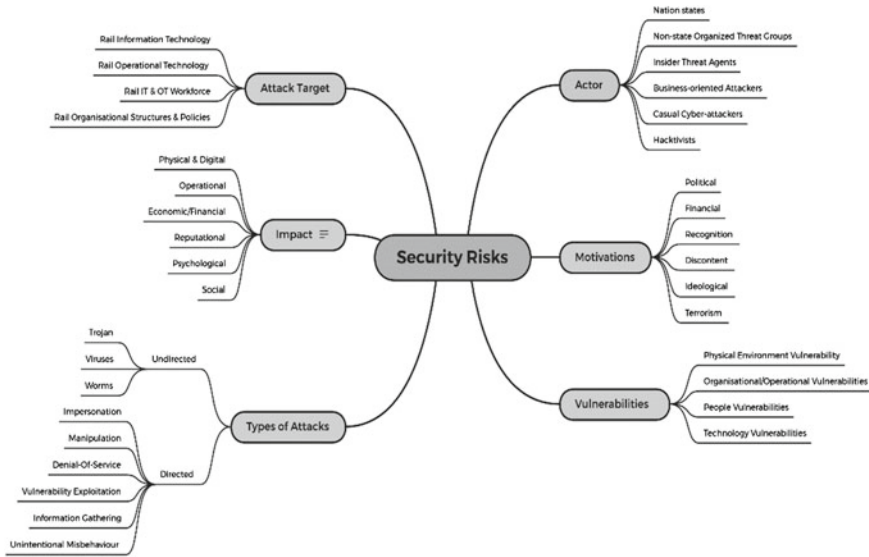 Rail Information Technology
Rail Operational Technology
Rail IT & OT Workforce
Rail Organisational Structures & Policies
Attack Target
Physical & Digital
Operational
Economic/Financial
Reputational
Psychological
Social
Impact
Trojan
Viruses
Worms
Undirected
Impersonation
Manipulation
Denial-Of-Service
Vulnerability Exploitation
Information Gathering
Unintentional Misbehaviour
Directed
Types of Attacks
Security Risks
Actor
Nation states
Non-state Organized Threat Groups
Insider Threat Agents
Business-oriented Attackers
Casual Cyber-attackers
Hacktivists
Motivations
Political
Financial
Recognition
Discontent
Ideological
Terrorism
Vulnerabilities
Physical Environment Vulnerability
Organisational/Operational Vulnerabilities
People Vulnerabilities
Technology Vulnerabilities